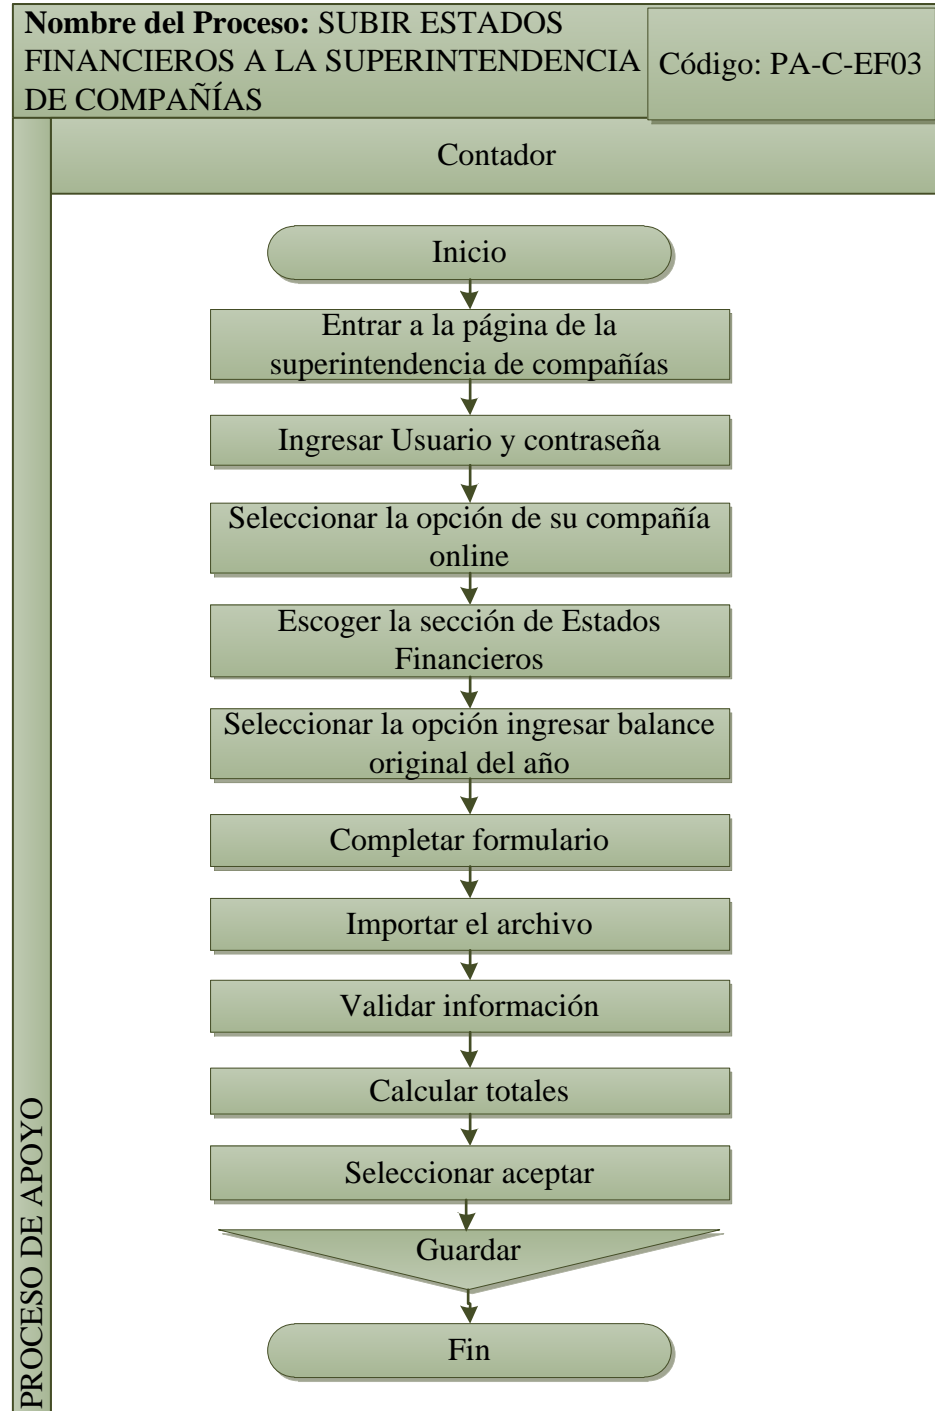 Nombre del Proceso: SUBIR ESTADOS
FINANCIEROS A LA SUPERINTENDENCIA
DE COMPAÑÍAS
Código: PA-C-EF03
Contador
Inicio
Entrar a la página de la
superintendencia de compañías
Ingresar Usuario y contraseña
Seleccionar la opción de su compañía
online
Escoger la sección de Estados
Financieros
Seleccionar la opción ingresar balance
original del año
Completar formulario
Importar el archivo
Validar información
Calcular totales
Seleccionar aceptar
Guardar
Fin
PROCESO DE APOYO